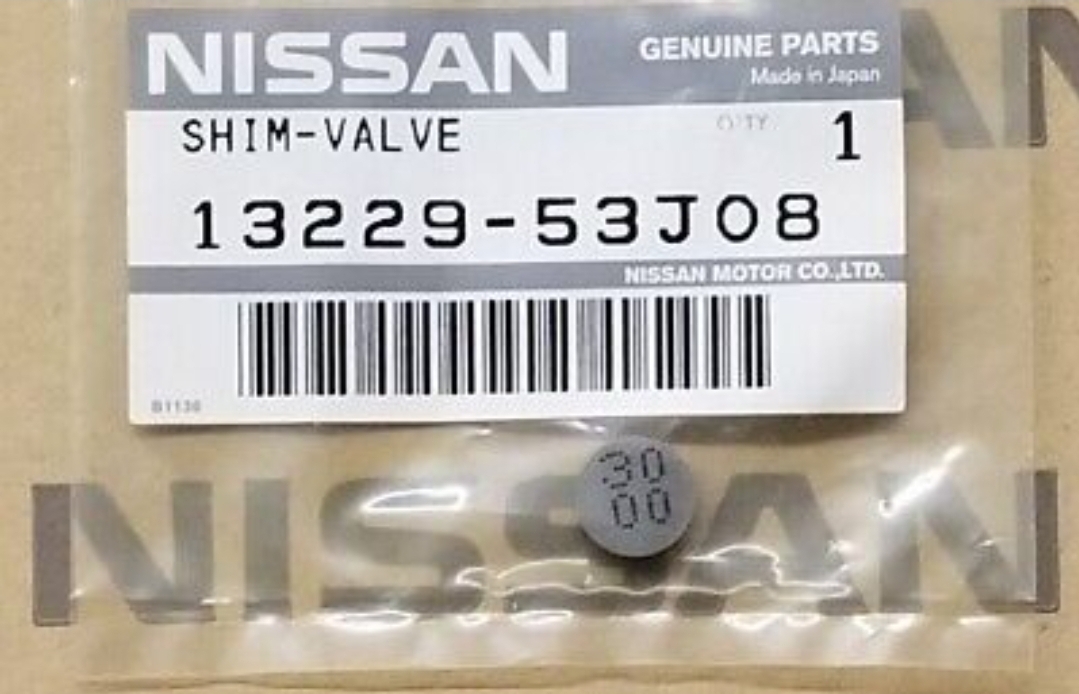 NISSAN
GENUINE PARTS
Made in Japan
SHIM-VALVE
Q'TY 1
13229-53J08
NISSAN MOTOR CO.,LTD.
B1136
30
00
NISSAN
AN